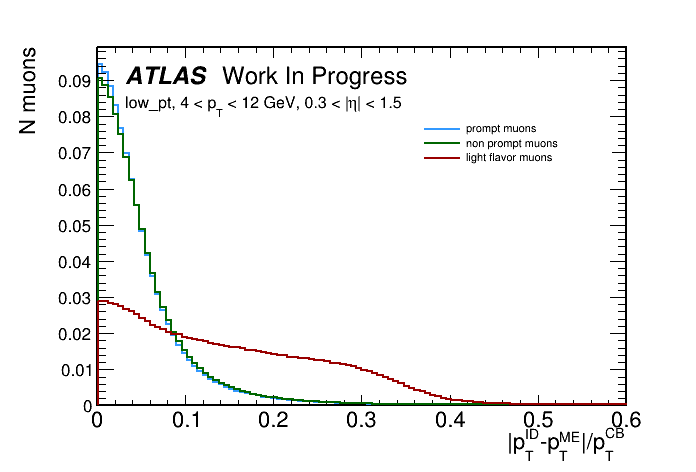 ATLAS Work In Progress
low_pt, 4 < p_T < 12 GeV, 0.3 < |η| < 1.5
prompt muons
non prompt muons
light flavor muons
N muons
0.09
0.08
0.07
0.06
0.05
0.04
0.03
0.02
0.01
0
0 0.1 0.2 0.3 0.4 0.5 0.6
|p_T^ID-p_T^ME|/p_T^CB